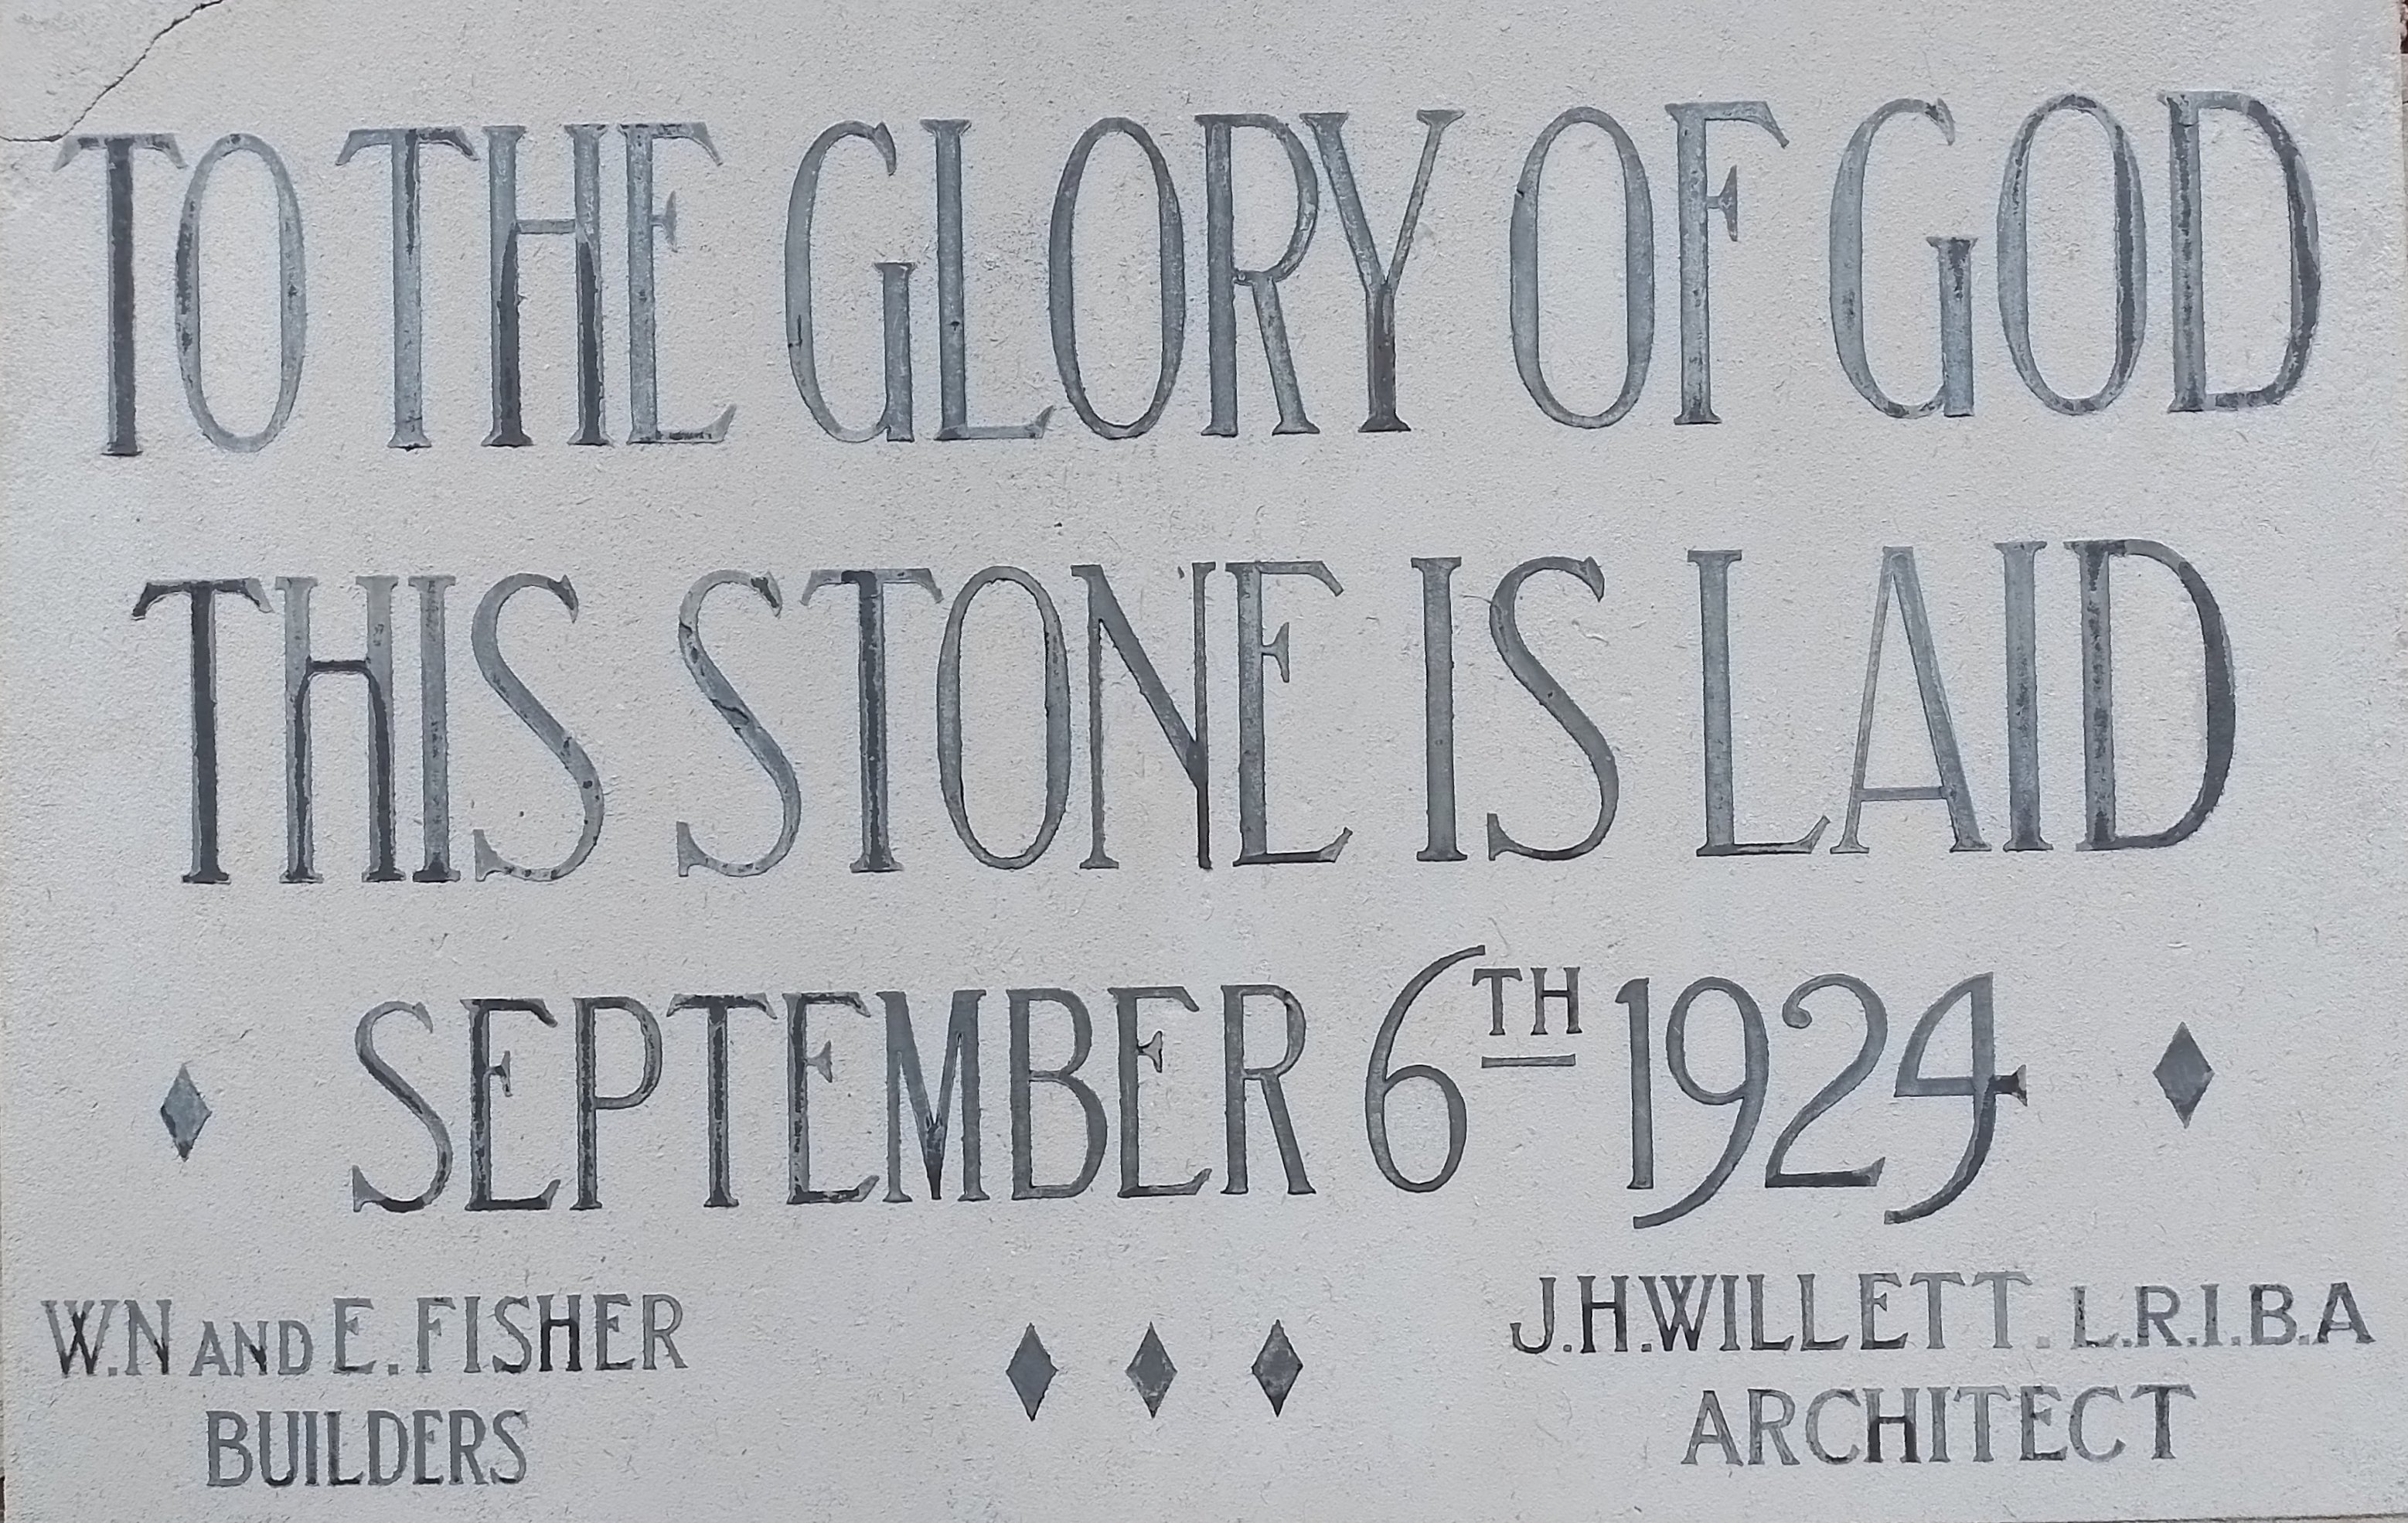 TO THE GLORY OF GOD
THIS STONE IS LAID
SEPTEMBER 6TH 1924
W.N AND E. FISHER
BUILDERS
J.H.WILLETT. L.R.I.B.A
ARCHITECT